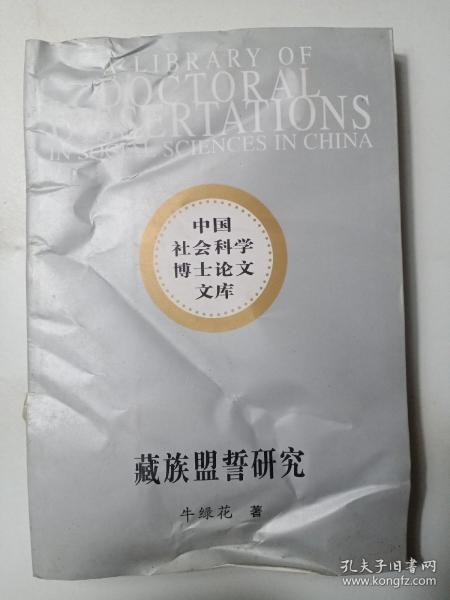 A LIBRARY OF
DOCTORAL
DISSERTATIONS
IN SOCIAL SCIENCES IN CHINA
中国
社会科学
博士论文
文库
藏族盟誓研究
牛绿花 著
孔夫子旧书网
www.kongfz.com